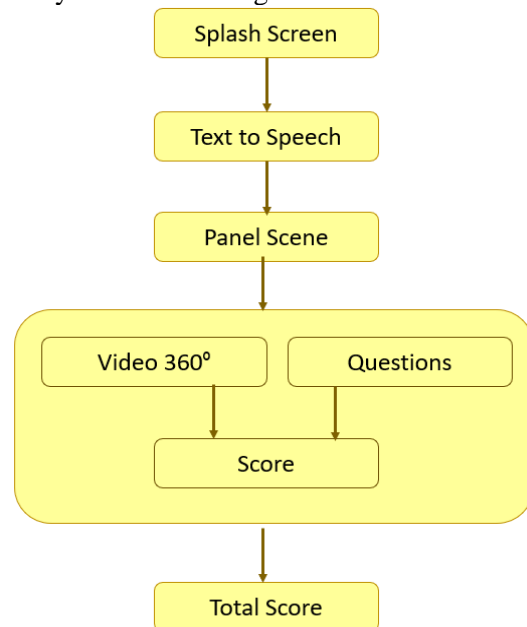 Splash Screen
Text to Speech
Panel Scene
Video 360⁰
Questions
Score
Total Score